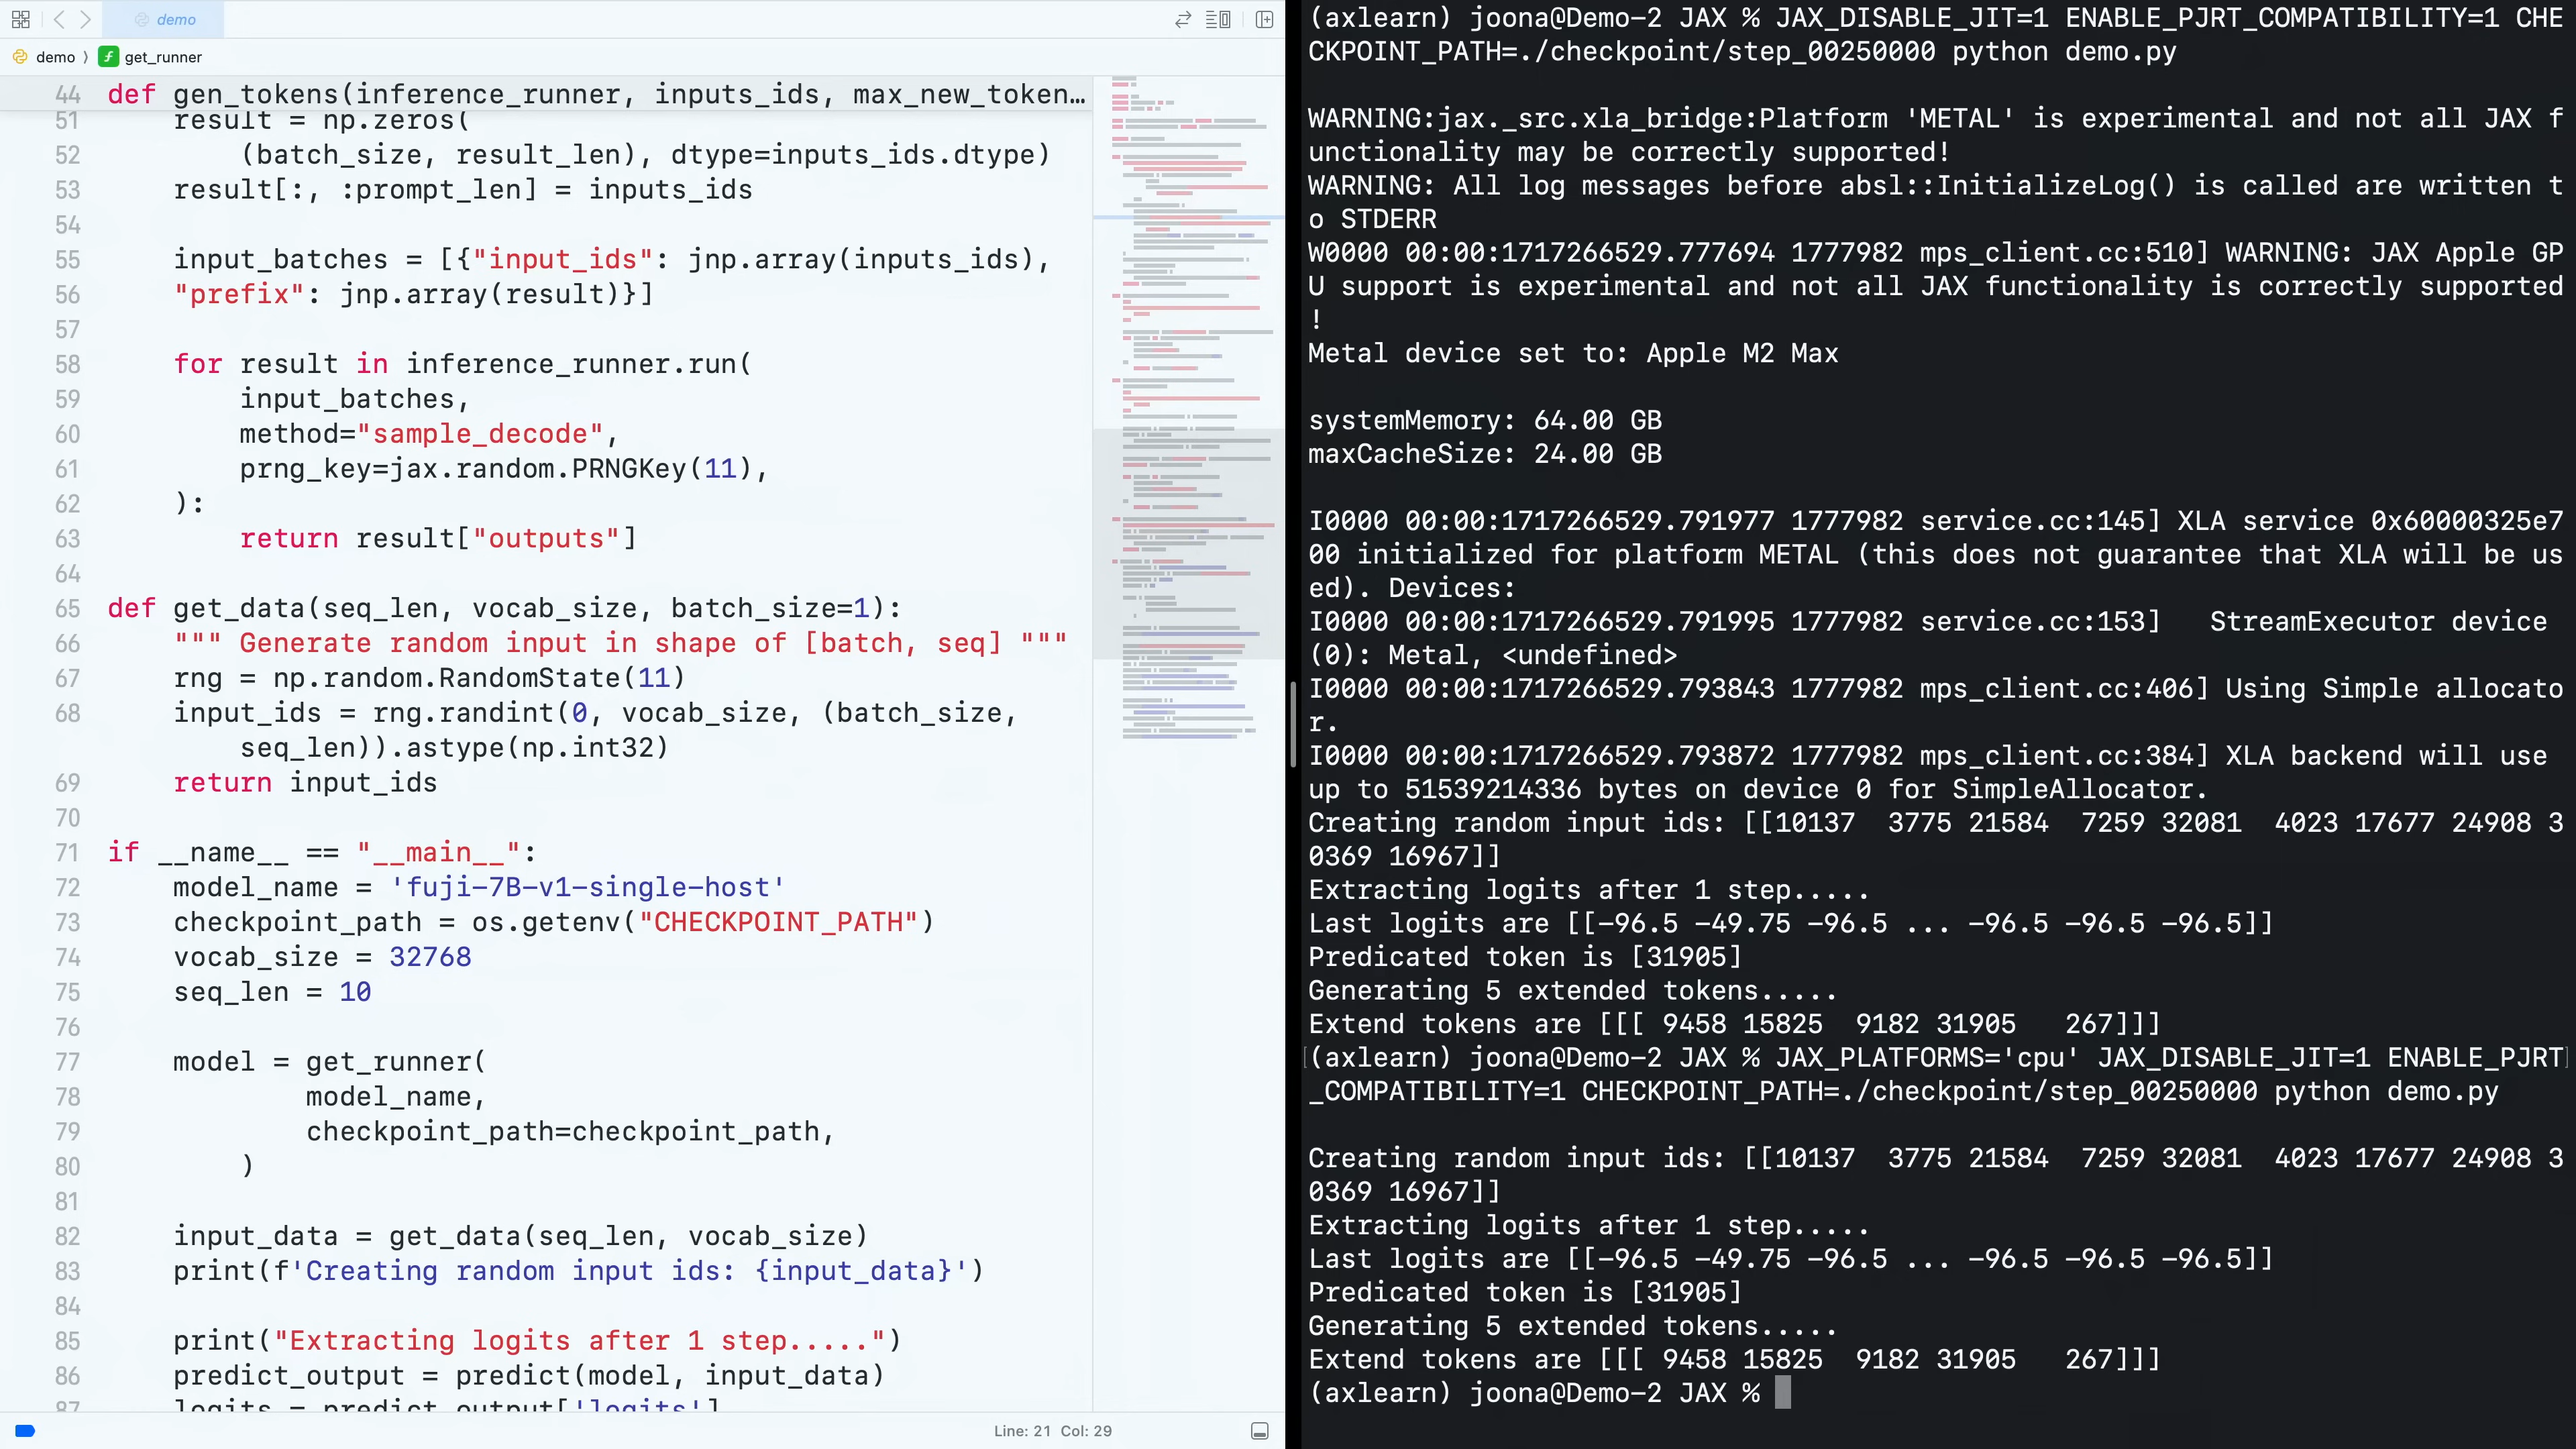 demo
demo ⟩ get_runner
44 def gen_tokens(inference_runner, inputs_ids, max_new_token…
51     result = np.zeros(
52         (batch_size, result_len), dtype=inputs_ids.dtype)
53     result[:, :prompt_len] = inputs_ids
54
55     input_batches = [{"input_ids": jnp.array(inputs_ids),
56     "prefix": jnp.array(result)}]
57
58     for result in inference_runner.run(
59         input_batches,
60         method="sample_decode",
61         prng_key=jax.random.PRNGKey(11),
62     ):
63         return result["outputs"]
64
65 def get_data(seq_len, vocab_size, batch_size=1):
66     """ Generate random input in shape of [batch, seq] """
67     rng = np.random.RandomState(11)
68     input_ids = rng.randint(0, vocab_size, (batch_size,
        seq_len)).astype(np.int32)
69     return input_ids
70
71 if __name__ == "__main__":
72     model_name = 'fuji-7B-v1-single-host'
73     checkpoint_path = os.getenv("CHECKPOINT_PATH")
74     vocab_size = 32768
75     seq_len = 10
76
77     model = get_runner(
78             model_name,
79             checkpoint_path=checkpoint_path,
80         )
81
82     input_data = get_data(seq_len, vocab_size)
83     print(f'Creating random input ids: {input_data}')
84
85     print("Extracting logits after 1 step.....")
86     predict_output = predict(model, input_data)
87     logits = predict_output['logits']
Line: 21 Col: 29
(axlearn) joona@Demo-2 JAX % JAX_DISABLE_JIT=1 ENABLE_PJRT_COMPATIBILITY=1 CHE
CKPOINT_PATH=./checkpoint/step_00250000 python demo.py
WARNING:jax._src.xla_bridge:Platform 'METAL' is experimental and not all JAX f
unctionality may be correctly supported!
WARNING: All log messages before absl::InitializeLog() is called are written t
o STDERR
W0000 00:00:1717266529.777694 1777982 mps_client.cc:510] WARNING: JAX Apple GP
U support is experimental and not all JAX functionality is correctly supported
!
Metal device set to: Apple M2 Max
systemMemory: 64.00 GB
maxCacheSize: 24.00 GB
I0000 00:00:1717266529.791977 1777982 service.cc:145] XLA service 0x60000325e7
00 initialized for platform METAL (this does not guarantee that XLA will be us
ed). Devices:
I0000 00:00:1717266529.791995 1777982 service.cc:153]   StreamExecutor device
(0): Metal, <undefined>
I0000 00:00:1717266529.793843 1777982 mps_client.cc:406] Using Simple allocato
r.
I0000 00:00:1717266529.793872 1777982 mps_client.cc:384] XLA backend will use
up to 51539214336 bytes on device 0 for SimpleAllocator.
Creating random input ids: [[10137  3775 21584  7259 32081  4023 17677 24908 3
0369 16967]]
Extracting logits after 1 step.....
Last logits are [[-96.5 -49.75 -96.5 ... -96.5 -96.5 -96.5]]
Predicated token is [31905]
Generating 5 extended tokens.....
Extend tokens are [[[ 9458 15825  9182 31905   267]]]
[(axlearn) joona@Demo-2 JAX % JAX_PLATFORMS='cpu' JAX_DISABLE_JIT=1 ENABLE_PJRT]
_COMPATIBILITY=1 CHECKPOINT_PATH=./checkpoint/step_00250000 python demo.py
Creating random input ids: [[10137  3775 21584  7259 32081  4023 17677 24908 3
0369 16967]]
Extracting logits after 1 step.....
Last logits are [[-96.5 -49.75 -96.5 ... -96.5 -96.5 -96.5]]
Predicated token is [31905]
Generating 5 extended tokens.....
Extend tokens are [[[ 9458 15825  9182 31905   267]]]
(axlearn) joona@Demo-2 JAX %